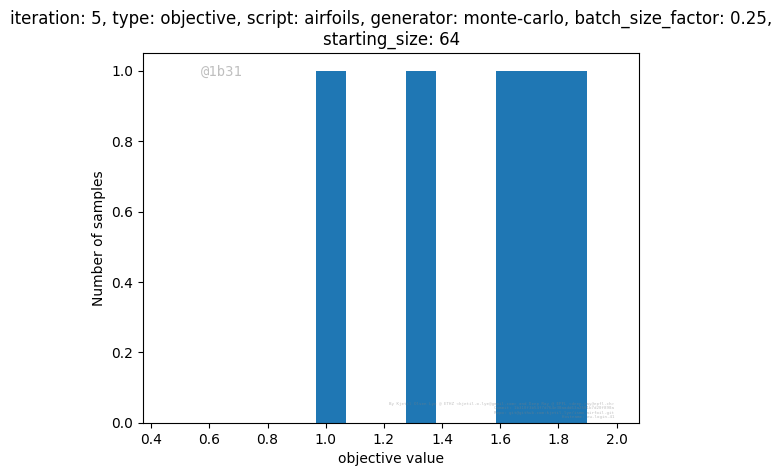 iteration: 5, type: objective, script: airfoils, generator: monte-carlo, batch_size_factor: 0.25,
starting_size: 64
@1b31
1.0
0.8
0.6
0.4
0.2
0.0
Number of samples
0.4 0.6 0.8 1.0 1.2 1.4 1.6 1.8 2.0
objective value